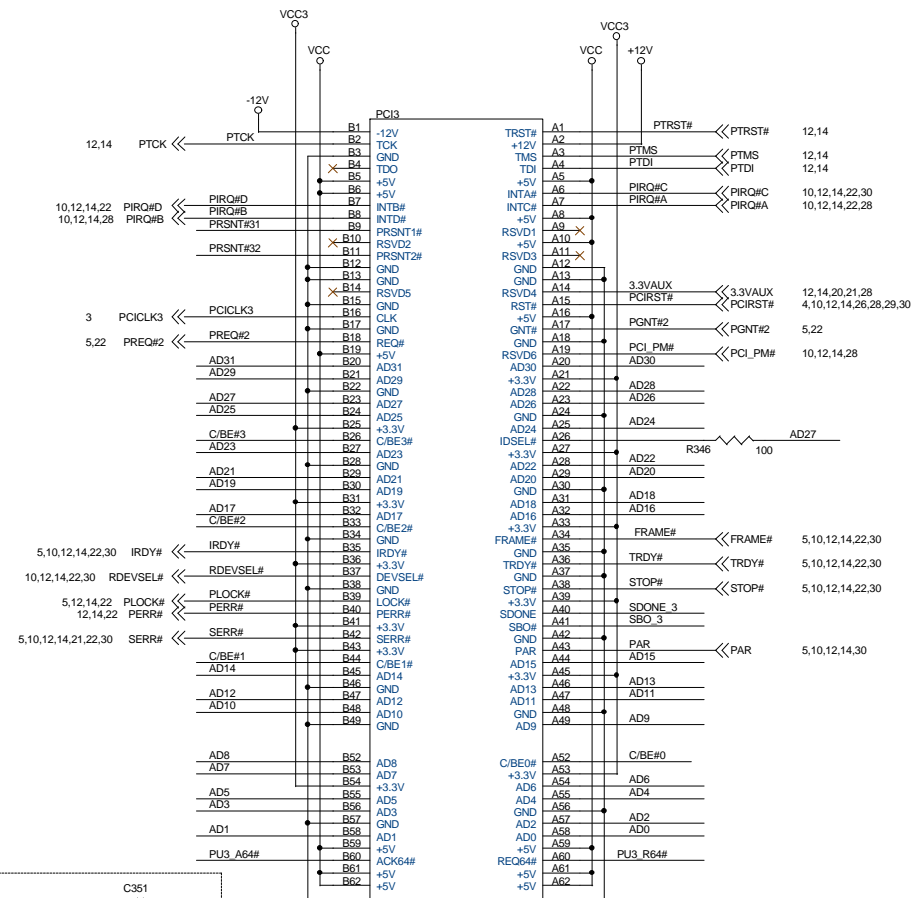 VCC3
VCC3
VCC
VCC
+12V
-12V
PCI3
B1 -12V TRST# A1 PTRST# PTRST# 12,14
12,14 PTCK PTCK B2 TCK +12V A2
B3 GND TMS A3 PTMS PTMS 12,14
B4 TDO TDI A4 PTDI PTDI 12,14
B5 +5V +5V A5
B6 +5V INTA# A6 PIRQ#C PIRQ#C 10,12,14,22,30
10,12,14,22 PIRQ#D PIRQ#D B7 INTB# INTC# A7 PIRQ#A PIRQ#A 10,12,14,22,28
10,12,14,28 PIRQ#B PIRQ#B B8 INTD# +5V A8
PRSNT#31 B9 PRSNT1# RSVD1 A9
B10 RSVD2 +5V A10
PRSNT#32 B11 PRSNT2# RSVD3 A11
B12 GND GND A12
B13 GND GND A13
B14 RSVD5 RSVD4 A14 3.3VAUX 3.3VAUX 12,14,20,21,28
B15 GND RST# A15 PCIRST# PCIRST# 4,10,12,14,26,28,29,30
3 PCICLK3 PCICLK3 B16 CLK +5V A16
B17 GND GNT# A17 PGNT#2 PGNT#2 5,22
5,22 PREQ#2 PREQ#2 B18 REQ# GND A18
B19 +5V RSVD6 A19 PCI_PM# PCI_PM# 10,12,14,28
AD31 B20 AD31 AD30 A20 AD30
AD29 B21 AD29 +3.3V A21
B22 GND AD28 A22 AD28
AD27 B23 AD27 AD26 A23 AD26
AD25 B24 AD25 GND A24
B25 +3.3V AD24 A25 AD24
C/BE#3 B26 C/BE3# IDSEL# A26 R346 100 AD27
AD23 B27 AD23 +3.3V A27
B28 GND AD22 A28 AD22
AD21 B29 AD21 AD20 A29 AD20
AD19 B30 AD19 GND A30
B31 +3.3V AD18 A31 AD18
AD17 B32 AD17 AD16 A32 AD16
C/BE#2 B33 C/BE2# +3.3V A33
B34 GND FRAME# A34 FRAME# FRAME# 5,10,12,14,22,30
5,10,12,14,22,30 IRDY# IRDY# B35 IRDY# GND A35
B36 +3.3V TRDY# A36 TRDY# TRDY# 5,10,12,14,22,30
10,12,14,22,30 RDEVSEL# RDEVSEL# B37 DEVSEL# GND A37
B38 GND STOP# A38 STOP# STOP# 5,10,12,14,22,30
5,12,14,22 PLOCK# PLOCK# B39 LOCK# +3.3V A39
12,14,22 PERR# PERR# B40 PERR# SDONE A40 SDONE_3
B41 +3.3V SBO# A41 SBO_3
5,10,12,14,21,22,30 SERR# SERR# B42 SERR# GND A42
B43 +3.3V PAR A43 PAR PAR 5,10,12,14,30
C/BE#1 B44 C/BE1# AD15 A44 AD15
AD14 B45 AD14 +3.3V A45
B46 GND AD13 A46 AD13
AD12 B47 AD12 AD11 A47 AD11
AD10 B48 AD10 GND A48
B49 GND AD9 A49 AD9
AD8 B52 AD8 C/BE0# A52 C/BE#0
AD7 B53 AD7 +3.3V A53
B54 +3.3V AD6 A54 AD6
AD5 B55 AD5 AD4 A55 AD4
AD3 B56 AD3 GND A56
B57 GND AD2 A57 AD2
AD1 B58 AD1 AD0 A58 AD0
B59 +5V +5V A59
PU3_A64# B60 ACK64# REQ64# A60 PU3_R64#
B61 +5V +5V A61
B62 +5V +5V A62
C351